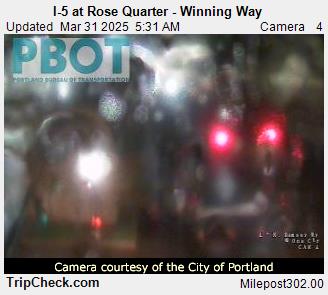 I-5 at Rose Quarter - Winning Way
Updated  Mar 31 2025  5:31 AM    Camera    4
PBOT
PORTLAND BUREAU OF TRANSPORTATION
Camera courtesy of the City of Portland
TripCheck.com    Milepost302.00